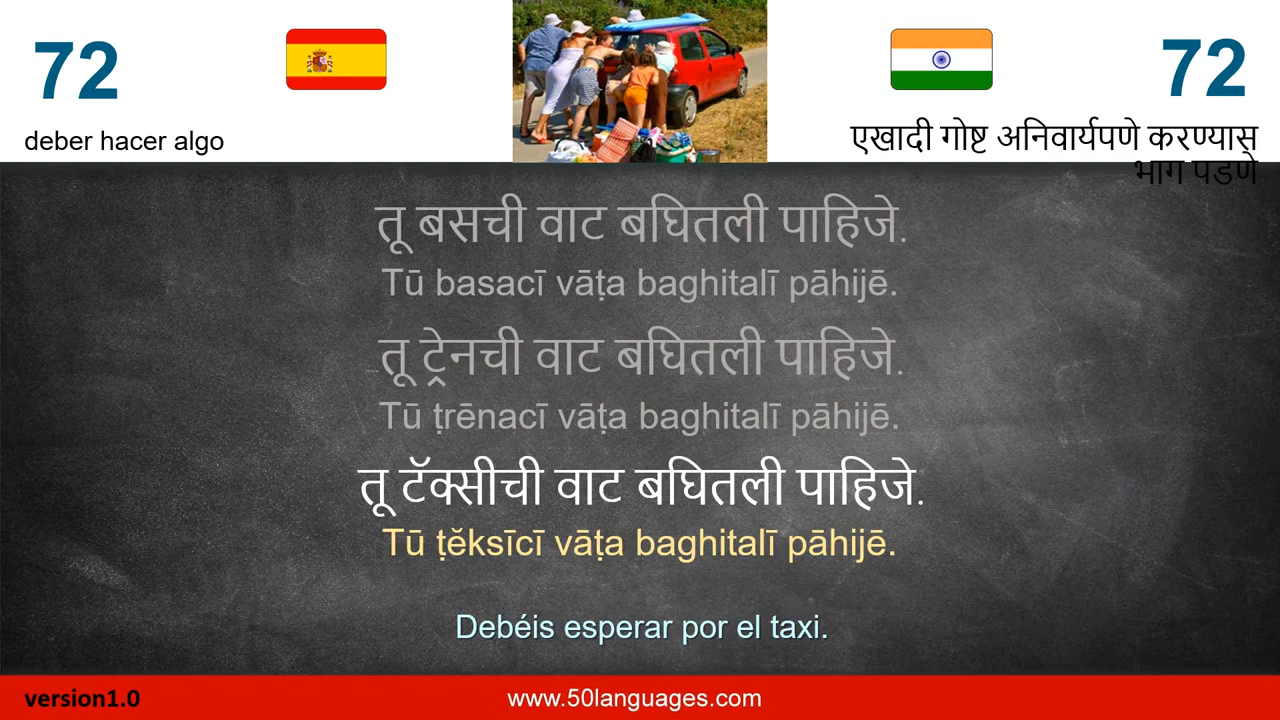 72
72
deber hacer algo
एखादी गोष्ट अनिवार्यपणे करण्यास
भाग पडणे
तू बसची वाट बघितली पाहिजे.
Tū basacī vāṭa baghitalī pāhijē.
तू ट्रेनची वाट बघितली पाहिजे.
Tū ṭrēnacī vāṭa baghitalī pāhijē.
तू टॅक्सीची वाट बघितली पाहिजे.
Tū ṭĕksīcī vāṭa baghitalī pāhijē.
Debéis esperar por el taxi.
version1.0
www.50languages.com